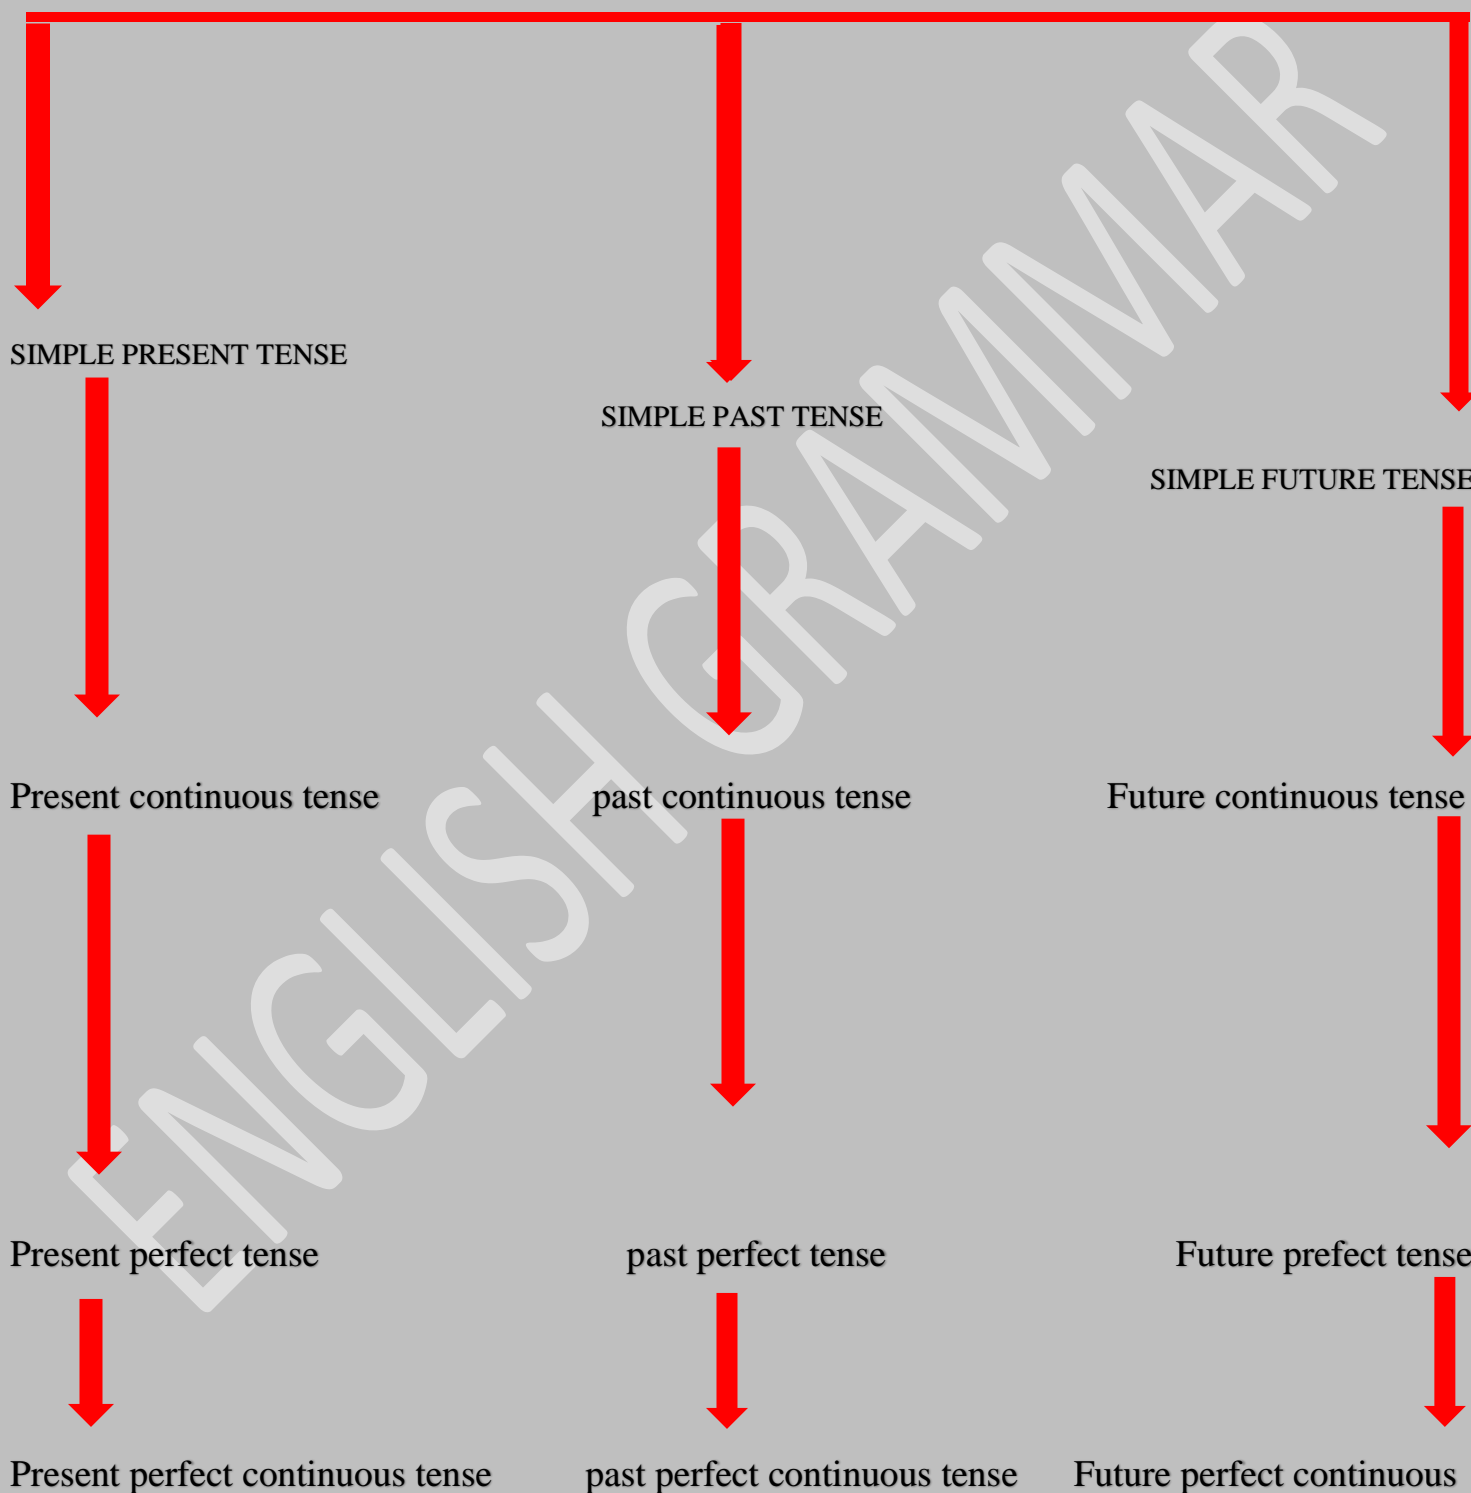 SIMPLE PRESENT TENSE
SIMPLE PAST TENSE
SIMPLE FUTURE TENSE
Present continuous tense past continuous tense Future continuous tense
Present perfect tense past perfect tense Future prefect tense
Present perfect continuous tense past perfect continuous tense Future perfect continuous
ENGLISH GRAMMAR